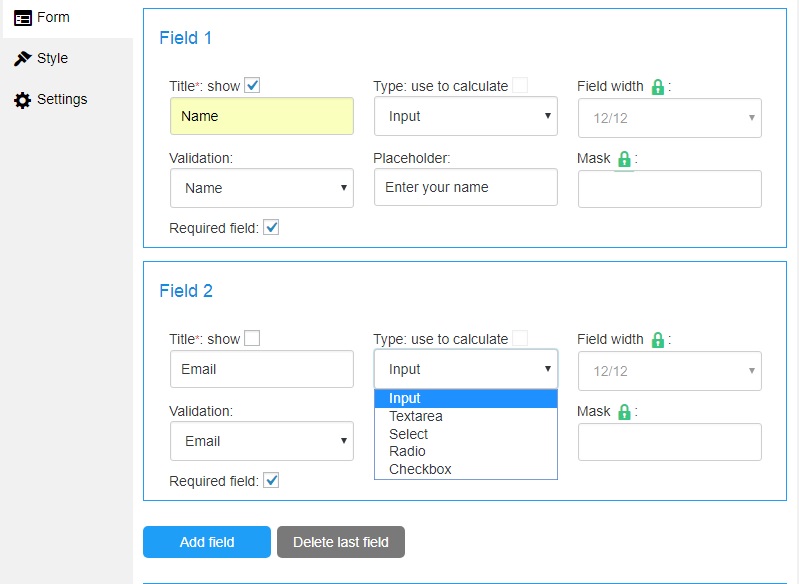 Form
Style
Settings
Field 1
Title*: show
Type: use to calculate
Field width :
Name
Input
12/12
Validation:
Placeholder:
Mask :
Name
Enter your name
Required field:
Field 2
Title*: show
Type: use to calculate
Field width :
Email
Input
12/12
Input
Textarea
Select
Radio
Checkbox
Validation:
Mask :
Email
Required field:
Add field
Delete last field